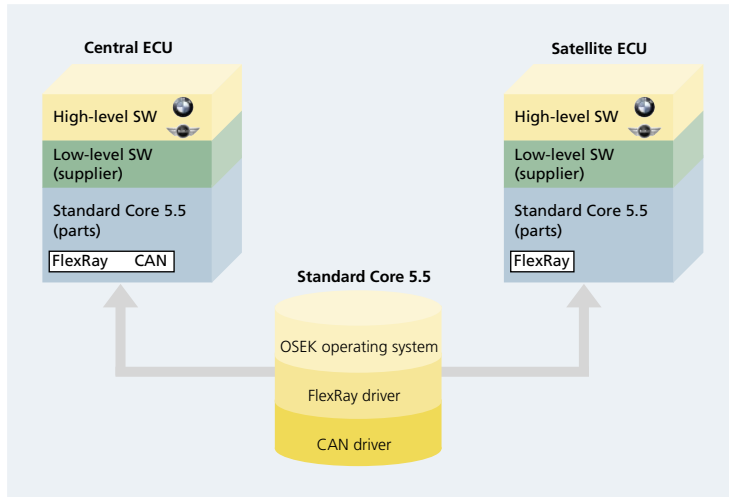 Central ECU
High-level SW
Low-level SW
(supplier)
Standard Core 5.5
(parts)
FlexRay CAN
Satellite ECU
High-level SW
Low-level SW
(supplier)
Standard Core 5.5
(parts)
FlexRay
Standard Core 5.5
OSEK operating system
FlexRay driver
CAN driver